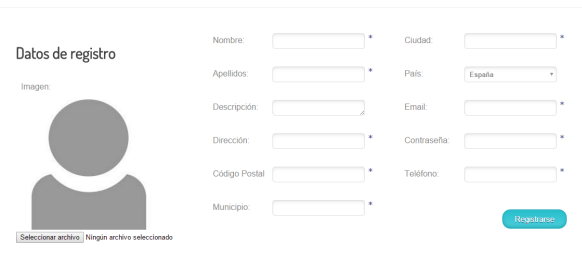 Datos de registro
Imagen:
Seleccionar archivo Ningún archivo seleccionado
Nombre: *
Apellidos: *
Descripción:
Dirección: *
Código Postal *
Municipio: *
Ciudad: *
País: España
Email: *
Contraseña: *
Teléfono: *
Registrarse